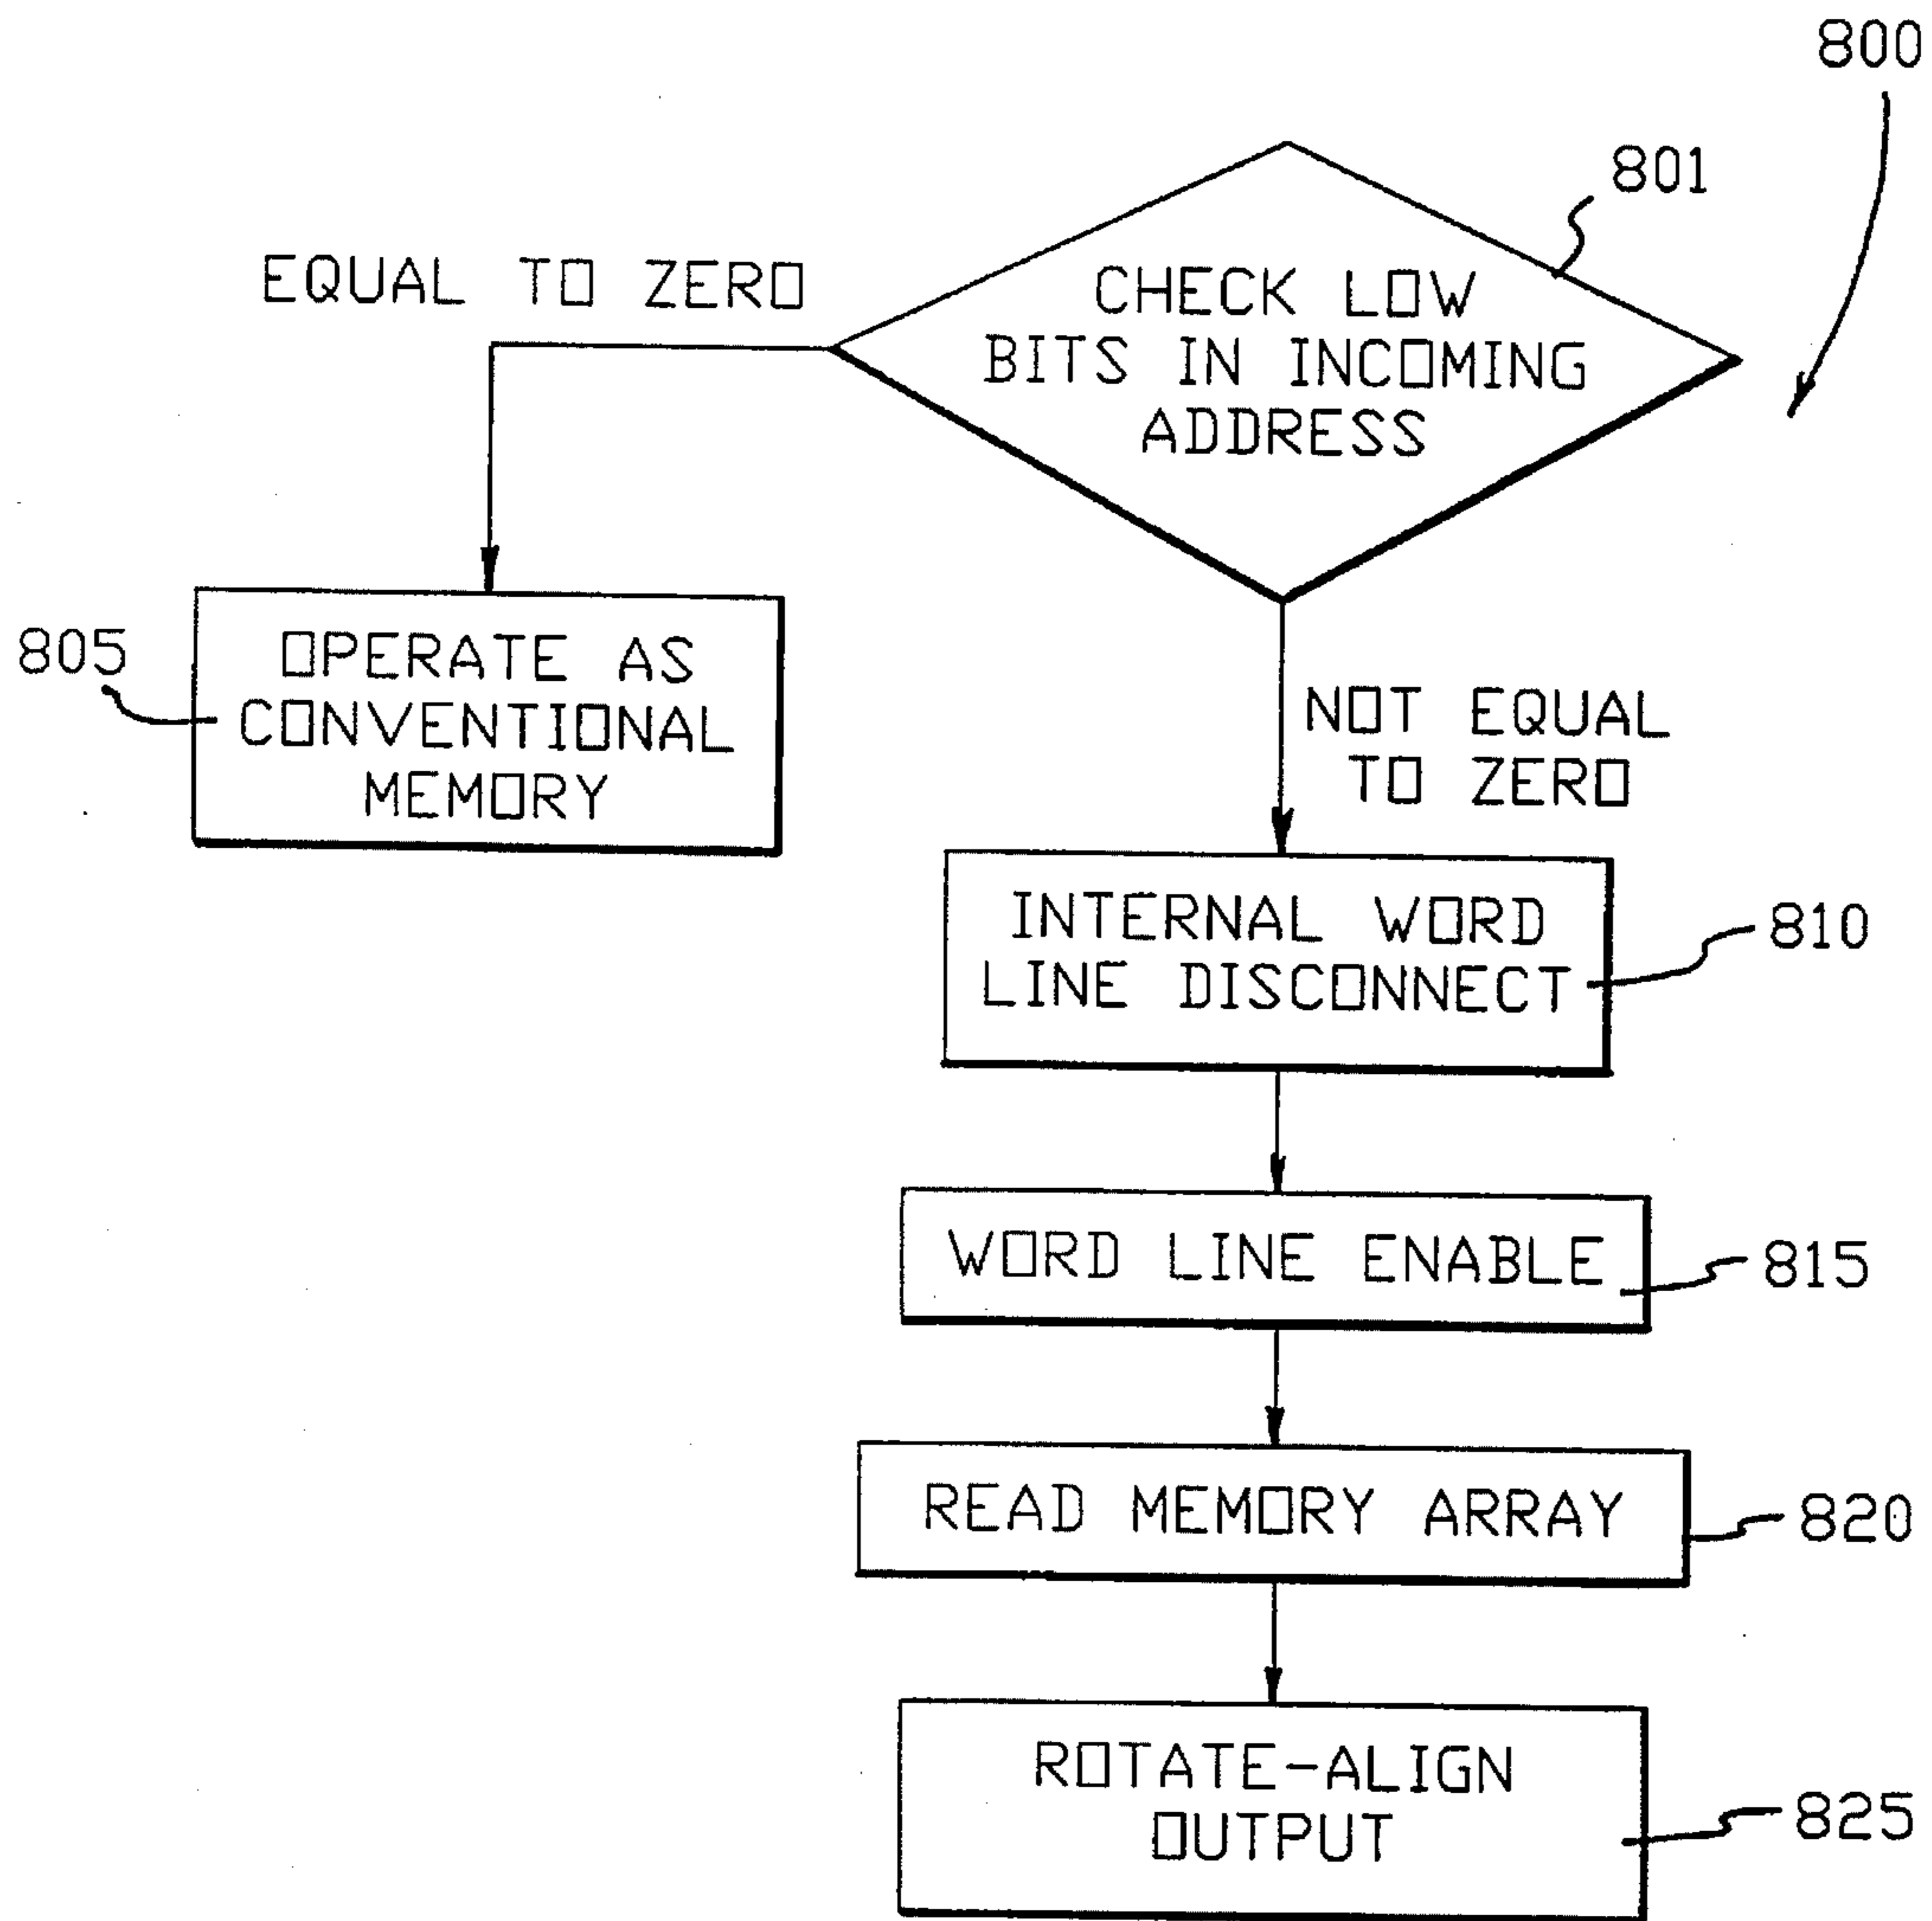 800
801
CHECK LOW
BITS IN INCOMING
ADDRESS
EQUAL TO ZERO
805
OPERATE AS
CONVENTIONAL
MEMORY
NOT EQUAL
TO ZERO
INTERNAL WORD
LINE DISCONNECT
810
WORD LINE ENABLE
815
READ MEMORY ARRAY
820
ROTATE-ALIGN
OUTPUT
825